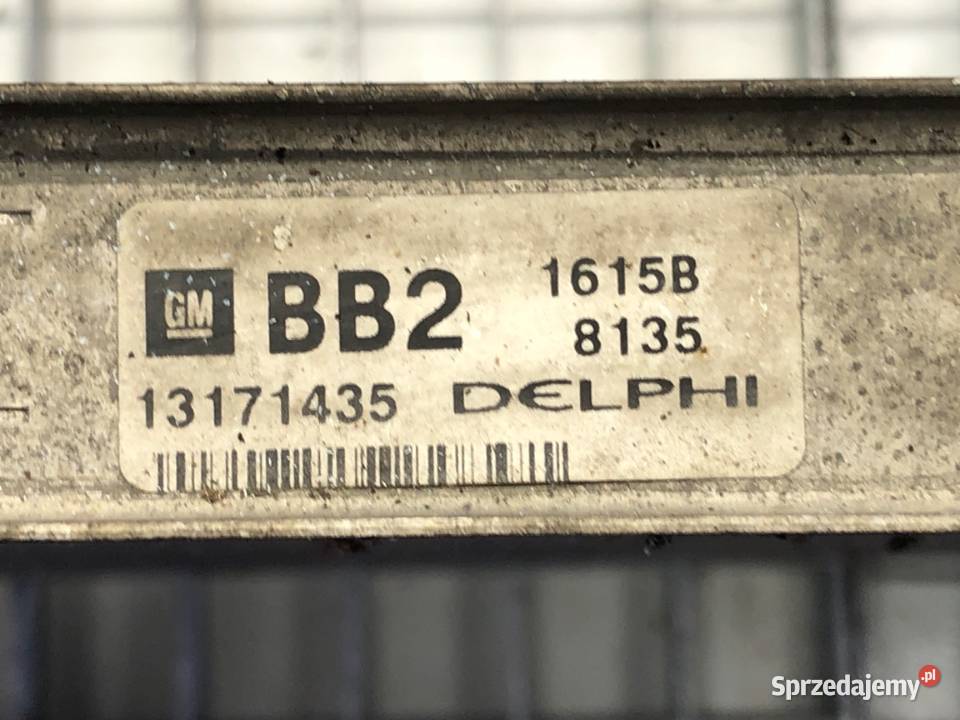 GM BB2 1615B
8135
13171435 DELPHI
Sprzedajemy.pl